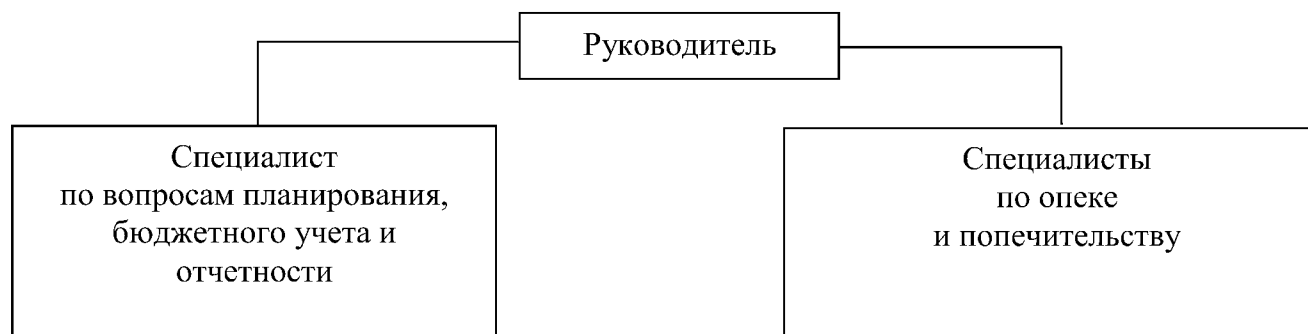 Руководитель
Специалист
по вопросам планирования,
бюджетного учета и
отчетности
Специалисты
по опеке
и попечительству